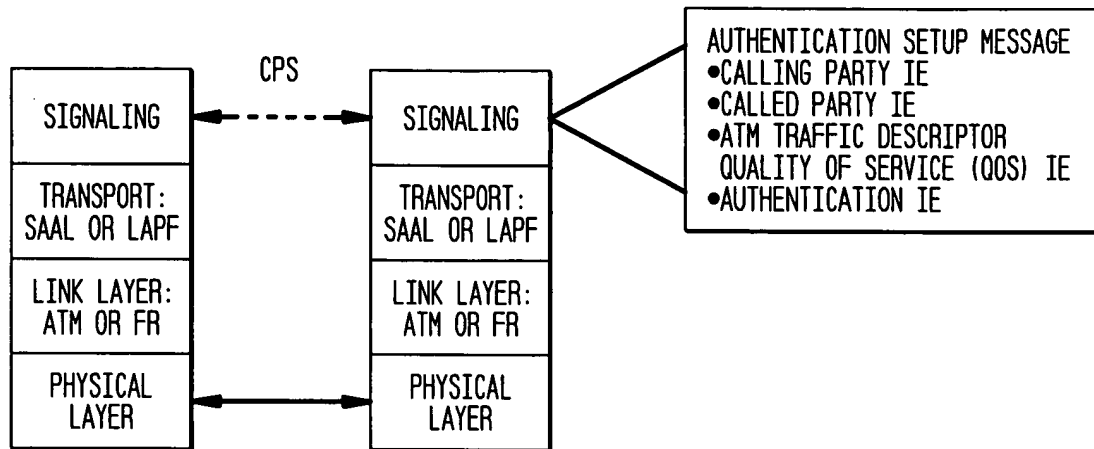 CPS
SIGNALING
TRANSPORT:
SAAL OR LAPF
LINK LAYER:
ATM OR FR
PHYSICAL
LAYER
SIGNALING
TRANSPORT:
SAAL OR LAPF
LINK LAYER:
ATM OR FR
PHYSICAL
LAYER
AUTHENTICATION SETUP MESSAGE
•CALLING PARTY IE
•CALLED PARTY IE
•ATM TRAFFIC DESCRIPTOR
QUALITY OF SERVICE (QOS) IE
•AUTHENTICATION IE